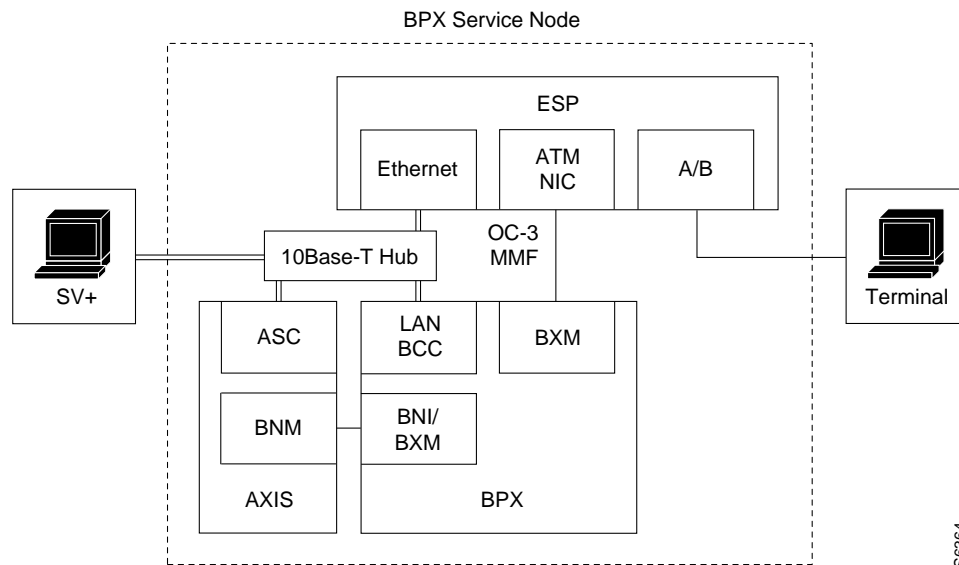 BPX Service Node
ESP
Ethernet
ATM
NIC
A/B
OC-3
MMF
10Base-T Hub
SV+
Terminal
ASC
LAN
BCC
BXM
BNM
BNI/
BXM
AXIS
BPX